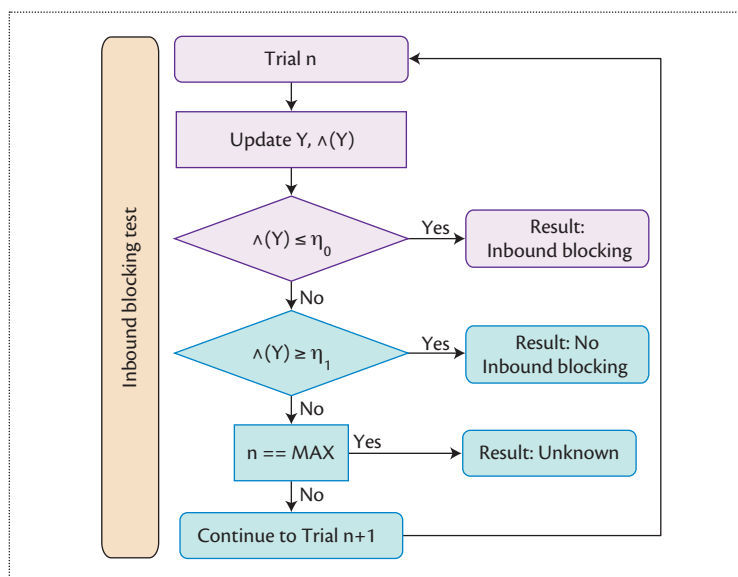 Inbound blocking test
Trial n
Update Y, ∧(Y)
∧(Y) ≤ η0
Yes
Result:
Inbound blocking
No
∧(Y) ≥ η1
Yes
Result: No
Inbound blocking
No
n == MAX
Yes
Result: Unknown
No
Continue to Trial n+1